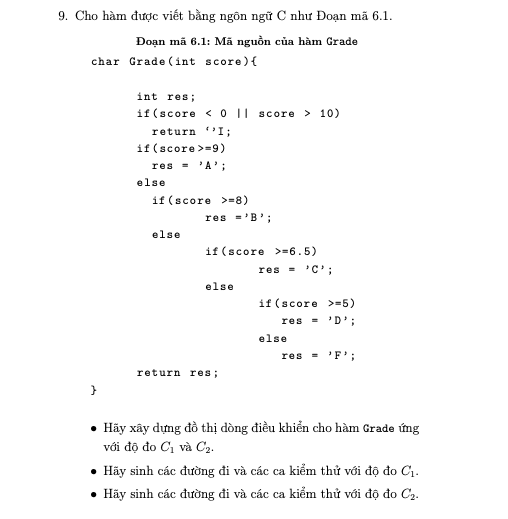 9. Cho hàm được viết bằng ngôn ngữ C như Đoạn mã 6.1.
Đoạn mã 6.1: Mã nguồn của hàm Grade
char Grade(int score){
int res;
if(score < 0 || score > 10)
return ‘’I;
if(score>=9)
res = ’A’;
else
if(score >=8)
res =’B’;
else
if(score >=6.5)
res = ’C’;
else
if(score >=5)
res = ’D’;
else
res = ’F’;
return res;
}
• Hãy xây dựng đồ thị dòng điều khiển cho hàm Grade ứng
với độ đo C₁ và C₂.
• Hãy sinh các đường đi và các ca kiểm thử với độ đo C₁.
• Hãy sinh các đường đi và các ca kiểm thử với độ đo C₂.